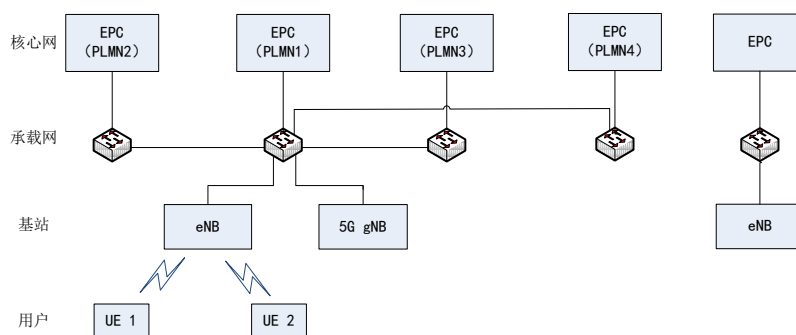 核心网
EPC
(PLMN2)
EPC
(PLMN1)
EPC
(PLMN3)
EPC
(PLMN4)
EPC
承载网
基站
eNB
5G gNB
eNB
用户
UE 1
UE 2